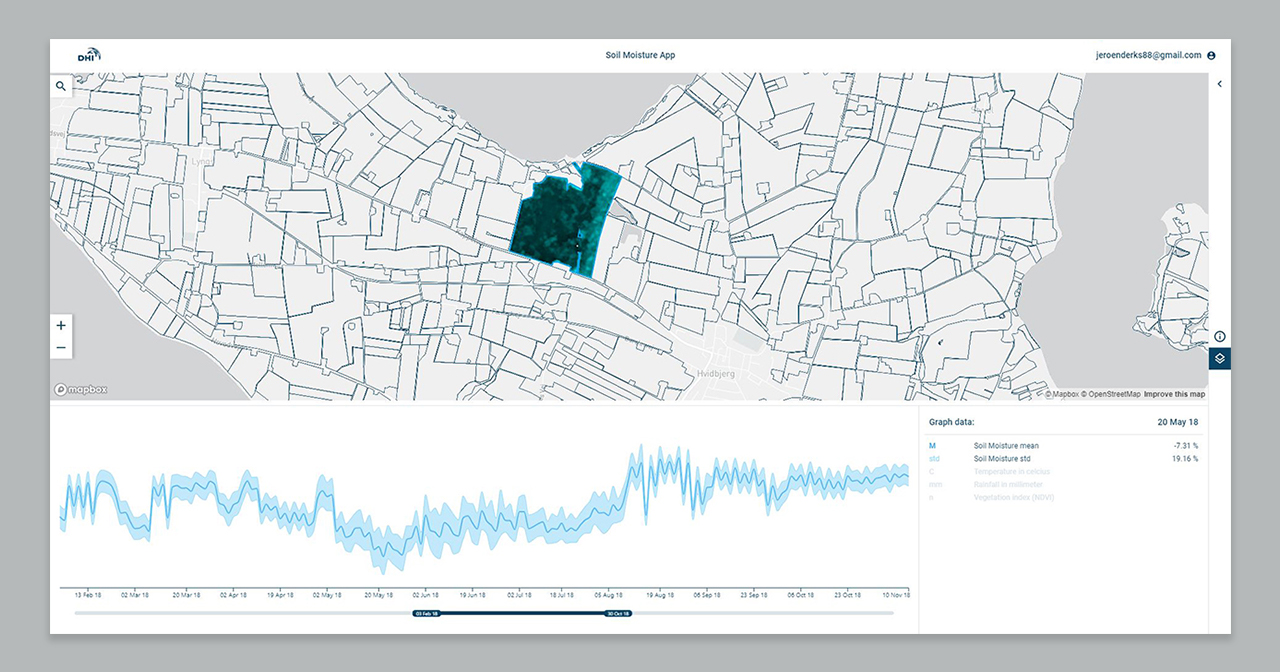 DHI
Soil Moisture App
jeroenderks88@gmail.com
Lyngs
Hvidbjerg
mapbox
© Mapbox © OpenStreetMap Improve this map
Graph data: 20 May 18
M Soil Moisture mean -7.31 %
std Soil Moisture std 19.16 %
C Temperature in celcius
mm Rainfall in millimeter
n Vegetation Index (NDVI)
13 Feb 18 02 Mar 18 20 Mar 18 02 Apr 18 19 Apr 18 02 May 18 20 May 18 02 Jun 18 19 Jun 18 02 Jul 18 18 Jul 18 05 Aug 18 19 Aug 18 06 Sep 18 23 Sep 18 06 Oct 18 23 Oct 18 10 Nov 18
03 Feb 18 30 Oct 18